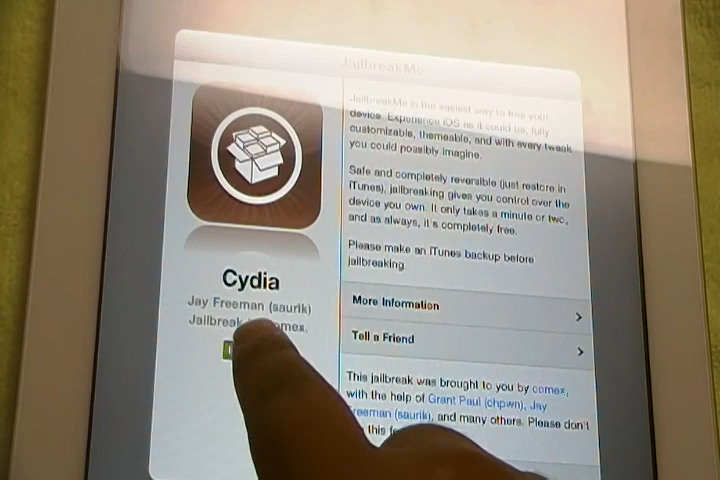 JailbreakMe
JailbreakMe is the easiest way to free your
device. Experience iOS as it could be, fully
customizable, themeable, and with every tweak
you could possibly imagine.
Safe and completely reversible (just restore in
iTunes), jailbreaking gives you control over the
device you own. It only takes a minute or two,
and as always, it's completely free.
Please make an iTunes backup before
jailbreaking.
More Information
Tell a Friend
This jailbreak was brought to you by comex,
with the help of Grant Paul (chpwn), Jay
Freeman (saurik), and many others. Please don't
this
Cydia
Jay Freeman (saurik)
Jailbreak comex.